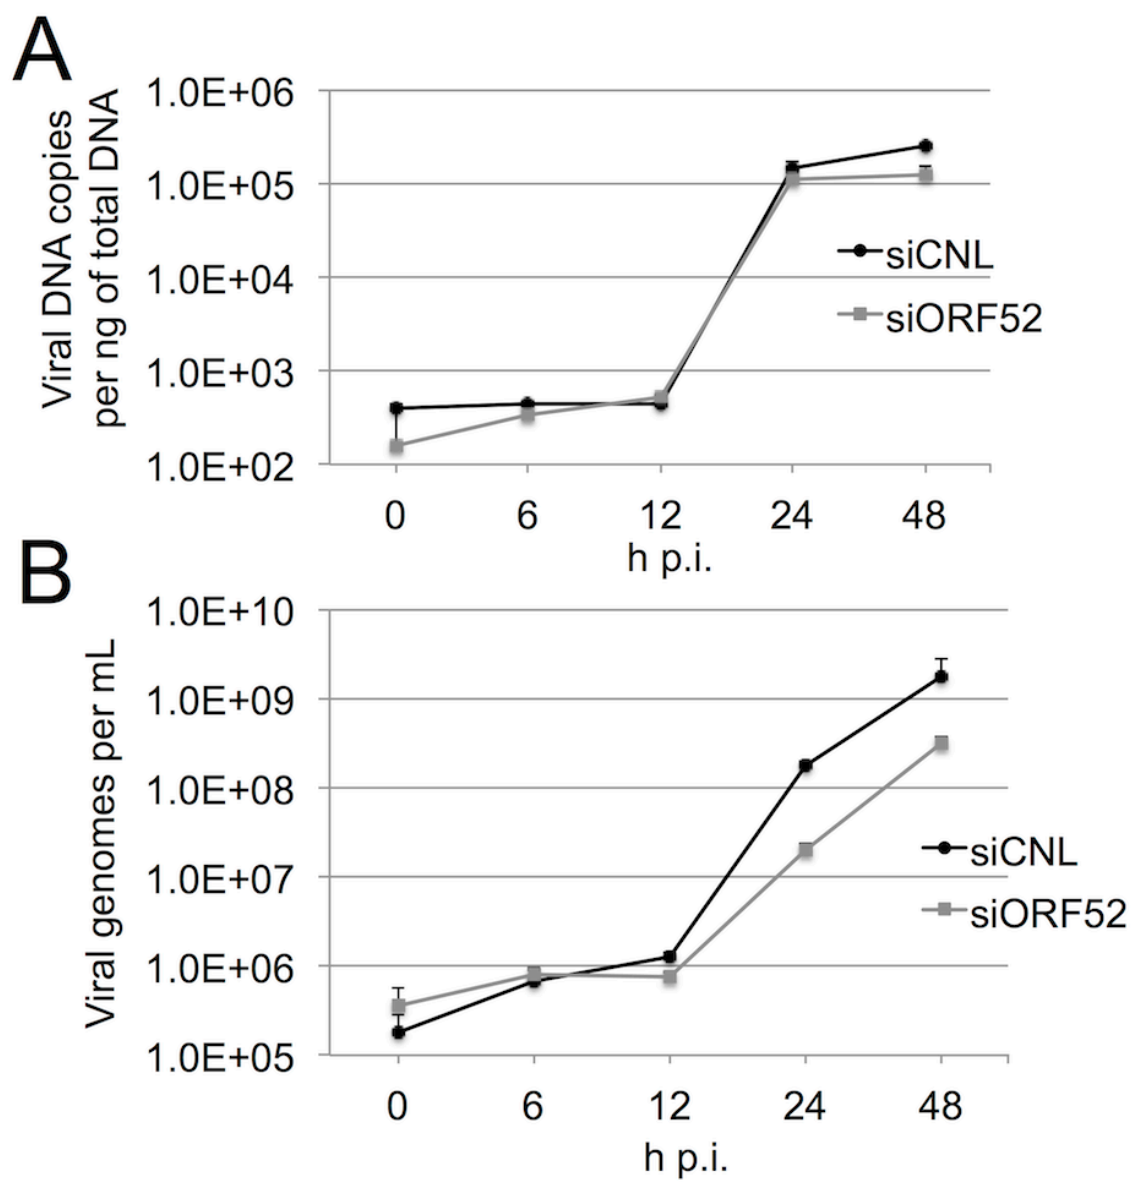 A
Viral DNA copies
per ng of total DNA
1.0E+06
1.0E+05
1.0E+04
1.0E+03
1.0E+02
siCNL
siORF52
0 6 12 24 48
h p.i.
B
Viral genomes per mL
1.0E+10
1.0E+09
1.0E+08
1.0E+07
1.0E+06
1.0E+05
siCNL
siORF52
0 6 12 24 48
h p.i.